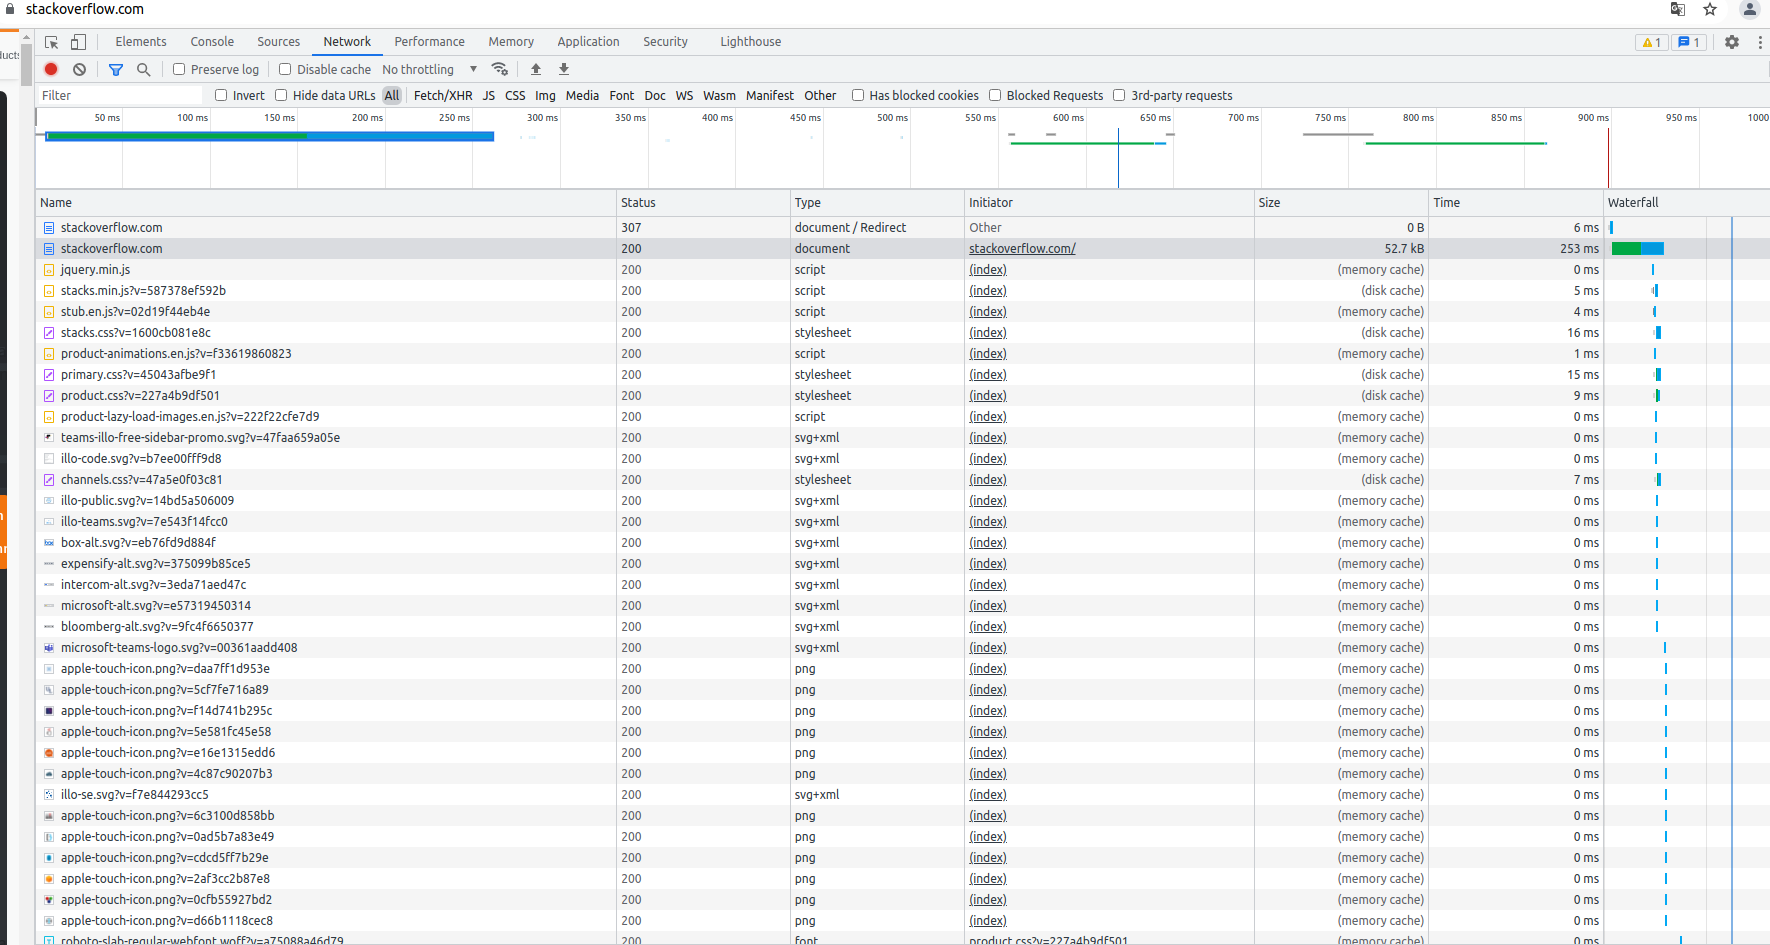 stackoverflow.com
Elements Console Sources Network Performance Memory Application Security Lighthouse 1 1
Preserve log Disable cache No throttling
Filter Invert Hide data URLs All Fetch/XHR JS CSS Img Media Font Doc WS Wasm Manifest Other Has blocked cookies Blocked Requests 3rd-party requests
50 ms 100 ms 150 ms 200 ms 250 ms 300 ms 350 ms 400 ms 450 ms 500 ms 550 ms 600 ms 650 ms 700 ms 750 ms 800 ms 850 ms 900 ms 950 ms 1000
Name Status Type Initiator Size Time Waterfall
stackoverflow.com 307 document / Redirect Other 0 B 6 ms
stackoverflow.com 200 document stackoverflow.com/ 52.7 kB 253 ms
jquery.min.js 200 script (index) (memory cache) 0 ms
stacks.min.js?v=587378ef592b 200 script (index) (disk cache) 5 ms
stub.en.js?v=02d19f44eb4e 200 script (index) (memory cache) 4 ms
stacks.css?v=1600cb081e8c 200 stylesheet (index) (disk cache) 16 ms
product-animations.en.js?v=f33619860823 200 script (index) (memory cache) 1 ms
primary.css?v=45043afbe9f1 200 stylesheet (index) (disk cache) 15 ms
product.css?v=227a4b9df501 200 stylesheet (index) (disk cache) 9 ms
product-lazy-load-images.en.js?v=222f22cfe7d9 200 script (index) (memory cache) 0 ms
teams-illo-free-sidebar-promo.svg?v=47faa659a05e 200 svg+xml (index) (memory cache) 0 ms
illo-code.svg?v=b7ee00fff9d8 200 svg+xml (index) (memory cache) 0 ms
channels.css?v=47a5e0f03c81 200 stylesheet (index) (disk cache) 7 ms
illo-public.svg?v=14bd5a506009 200 svg+xml (index) (memory cache) 0 ms
illo-teams.svg?v=7e543f14fcc0 200 svg+xml (index) (memory cache) 0 ms
box-alt.svg?v=eb76fd9d884f 200 svg+xml (index) (memory cache) 0 ms
expensify-alt.svg?v=375099b85ce5 200 svg+xml (index) (memory cache) 0 ms
intercom-alt.svg?v=3eda71aed47c 200 svg+xml (index) (memory cache) 0 ms
microsoft-alt.svg?v=e57319450314 200 svg+xml (index) (memory cache) 0 ms
bloomberg-alt.svg?v=9fc4f6650377 200 svg+xml (index) (memory cache) 0 ms
microsoft-teams-logo.svg?v=00361aadd408 200 svg+xml (index) (memory cache) 0 ms
apple-touch-icon.png?v=daa7ff1d953e 200 png (index) (memory cache) 0 ms
apple-touch-icon.png?v=5cf7fe716a89 200 png (index) (memory cache) 0 ms
apple-touch-icon.png?v=f14d741b295c 200 png (index) (memory cache) 0 ms
apple-touch-icon.png?v=5e581fc45e58 200 png (index) (memory cache) 0 ms
apple-touch-icon.png?v=e16e1315edd6 200 png (index) (memory cache) 0 ms
apple-touch-icon.png?v=4c87c90207b3 200 png (index) (memory cache) 0 ms
illo-se.svg?v=f7e844293cc5 200 svg+xml (index) (memory cache) 0 ms
apple-touch-icon.png?v=6c3100d858bb 200 png (index) (memory cache) 0 ms
apple-touch-icon.png?v=0ad5b7a83e49 200 png (index) (memory cache) 0 ms
apple-touch-icon.png?v=cdcd5ff7b29e 200 png (index) (memory cache) 0 ms
apple-touch-icon.png?v=2af3cc2b87e8 200 png (index) (memory cache) 0 ms
apple-touch-icon.png?v=0cfb55927bd2 200 png (index) (memory cache) 0 ms
apple-touch-icon.png?v=d66b1118cec8 200 png (index) (memory cache) 0 ms
roboto-slab-regular-webfont.woff?v=a75088a46d79 200 font product.css?v=227a4b9df501